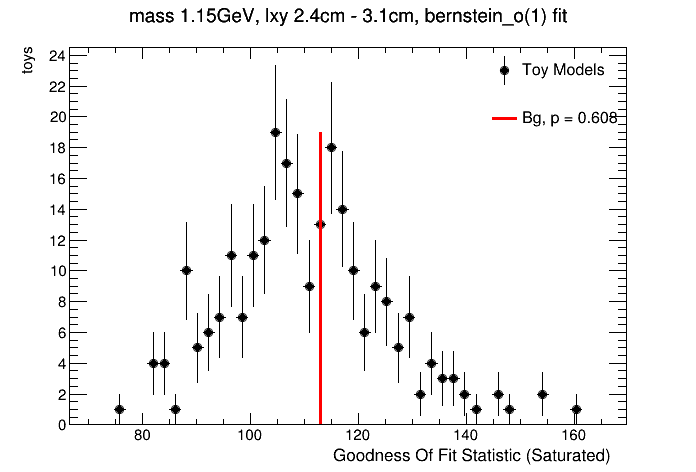 mass 1.15GeV, lxy 2.4cm - 3.1cm, bernstein_o(1) fit
toys
24
22
20
18
16
14
12
10
8
6
4
2
0
Toy Models
Bg, p = 0.608
80 100 120 140 160
Goodness Of Fit Statistic (Saturated)